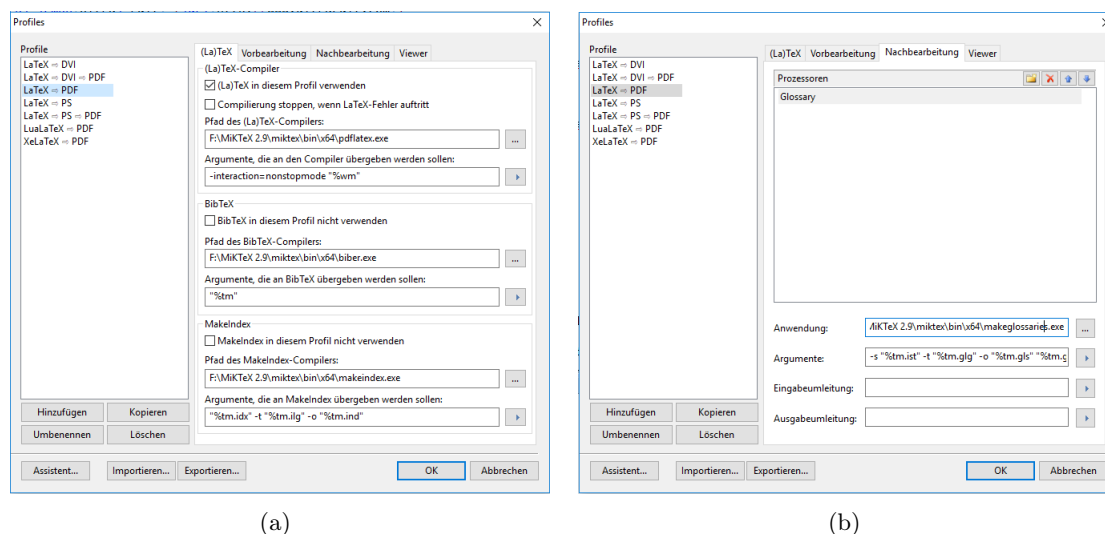 Profiles
Profile
LaTeX ⇨ DVI
LaTeX ⇨ DVI ⇨ PDF
LaTeX ⇨ PDF
LaTeX ⇨ PS
LaTeX ⇨ PS ⇨ PDF
LuaLaTeX ⇨ PDF
XeLaTeX ⇨ PDF
Hinzufügen Kopieren
Umbenennen Löschen
(La)TeX Vorbearbeitung Nachbearbeitung Viewer
(La)TeX-Compiler
(La)TeX in diesem Profil verwenden
Compilierung stoppen, wenn LaTeX-Fehler auftritt
Pfad des (La)TeX-Compilers:
F:\MiKTeX 2.9\miktex\bin\x64\pdflatex.exe ...
Argumente, die an den Compiler übergeben werden sollen:
-interaction=nonstopmode "%wm"
BibTeX
BibTeX in diesem Profil nicht verwenden
Pfad des BibTeX-Compilers:
F:\MiKTeX 2.9\miktex\bin\x64\biber.exe ...
Argumente, die an BibTeX übergeben werden sollen:
"%tm"
MakeIndex
MakeIndex in diesem Profil nicht verwenden
Pfad des MakeIndex-Compilers:
F:\MiKTeX 2.9\miktex\bin\x64\makeindex.exe ...
Argumente, die an MakeIndex übergeben werden sollen:
"%tm.idx" -t "%tm.ilg" -o "%tm.ind"
Assistent... Importieren... Exportieren... OK Abbrechen
(a)
Profiles
Profile
LaTeX ⇨ DVI
LaTeX ⇨ DVI ⇨ PDF
LaTeX ⇨ PDF
LaTeX ⇨ PS
LaTeX ⇨ PS ⇨ PDF
LuaLaTeX ⇨ PDF
XeLaTeX ⇨ PDF
Hinzufügen Kopieren
Umbenennen Löschen
(La)TeX Vorbearbeitung Nachbearbeitung Viewer
Prozessoren
Glossary
Anwendung: MiKTeX 2.9\miktex\bin\x64\makeglossaries.exe ...
Argumente: -s "%tm.ist" -t "%tm.glg" -o "%tm.gls" "%tm.g
Eingabeumleitung:
Ausgabeumleitung:
Assistent... Importieren... Exportieren... OK Abbrechen
(b)